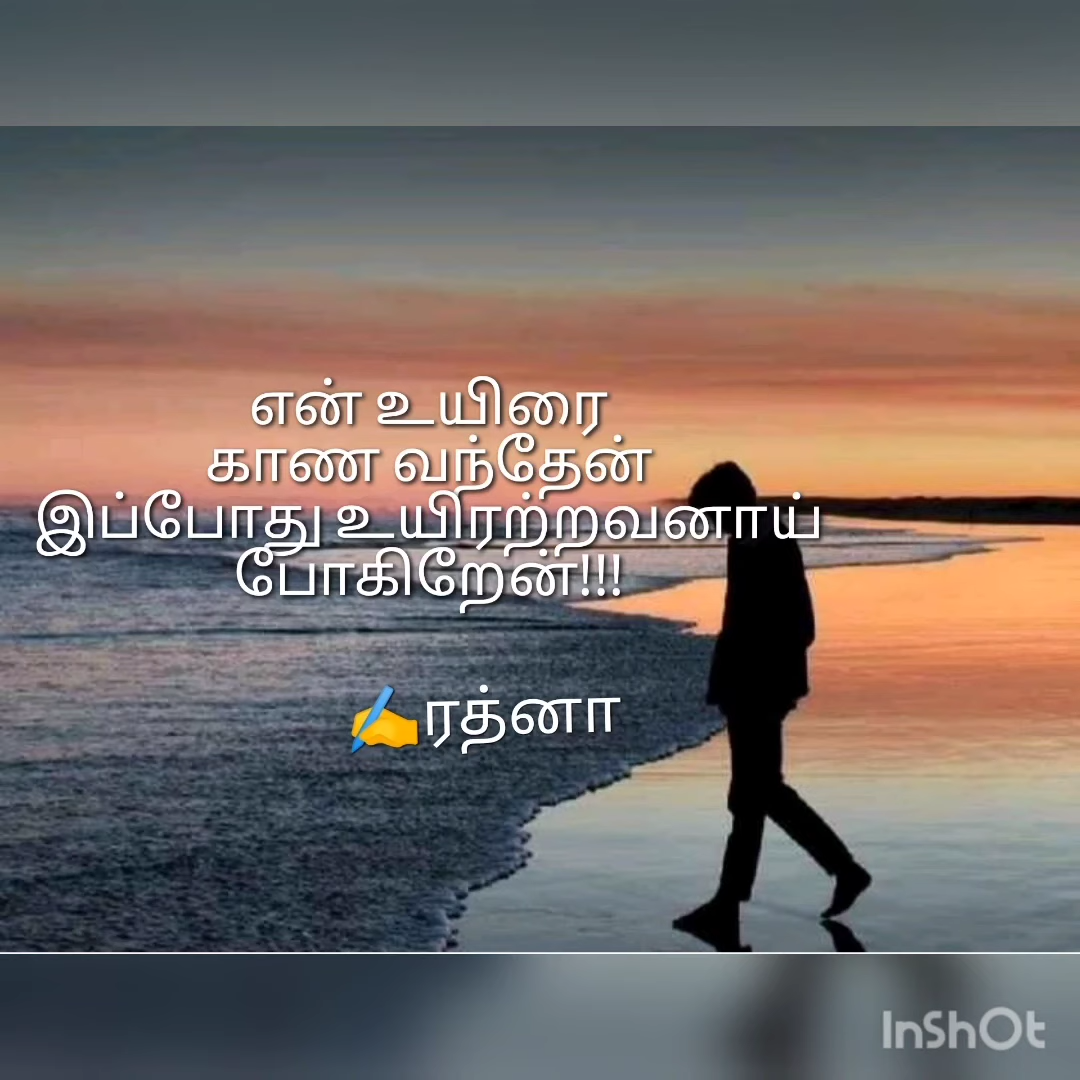 என் உயிரை
காண வந்தேன்
இப்போது உயிரற்றவனாய்
போகிறேன்!!!
✍ரத்னா
InShOt